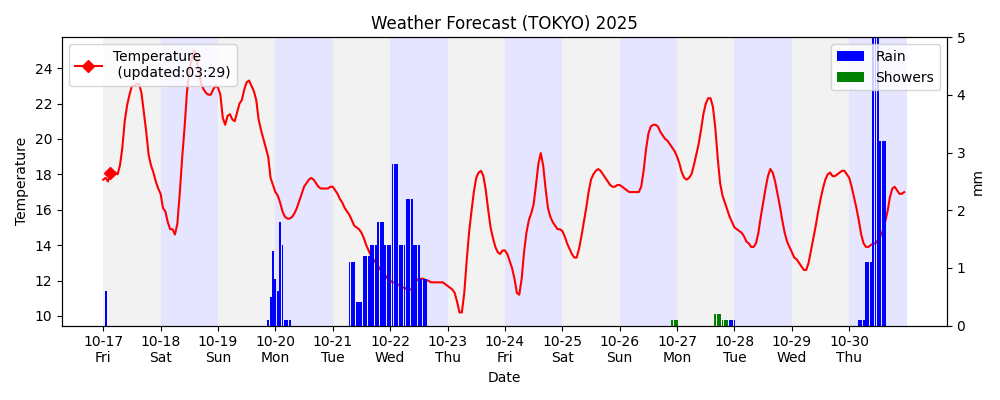 Weather Forecast (TOKYO) 2025
Temperature
(updated:03:29)
Rain
Showers
Temperature
24
22
20
18
16
14
12
10
5
4
3
2
1
0
mm
10-17 10-18 10-19 10-20 10-21 10-22 10-23 10-24 10-25 10-26 10-27 10-28 10-29 10-30
Fri Sat Sun Mon Tue Wed Thu Fri Sat Sun Mon Tue Wed Thu
Date